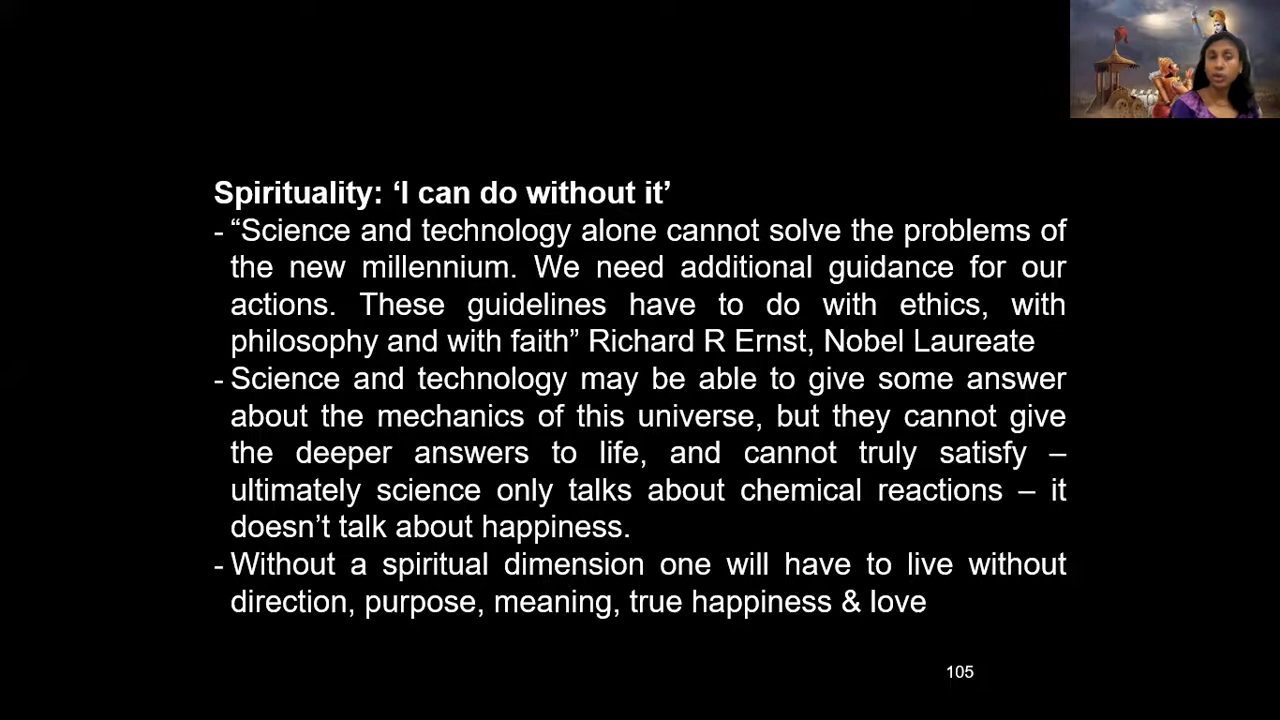 Spirituality: ‘I can do without it’
- “Science and technology alone cannot solve the problems of
the new millennium. We need additional guidance for our
actions. These guidelines have to do with ethics, with
philosophy and with faith” Richard R Ernst, Nobel Laureate
- Science and technology may be able to give some answer
about the mechanics of this universe, but they cannot give
the deeper answers to life, and cannot truly satisfy –
ultimately science only talks about chemical reactions – it
doesn’t talk about happiness.
- Without a spiritual dimension one will have to live without
direction, purpose, meaning, true happiness & love
105